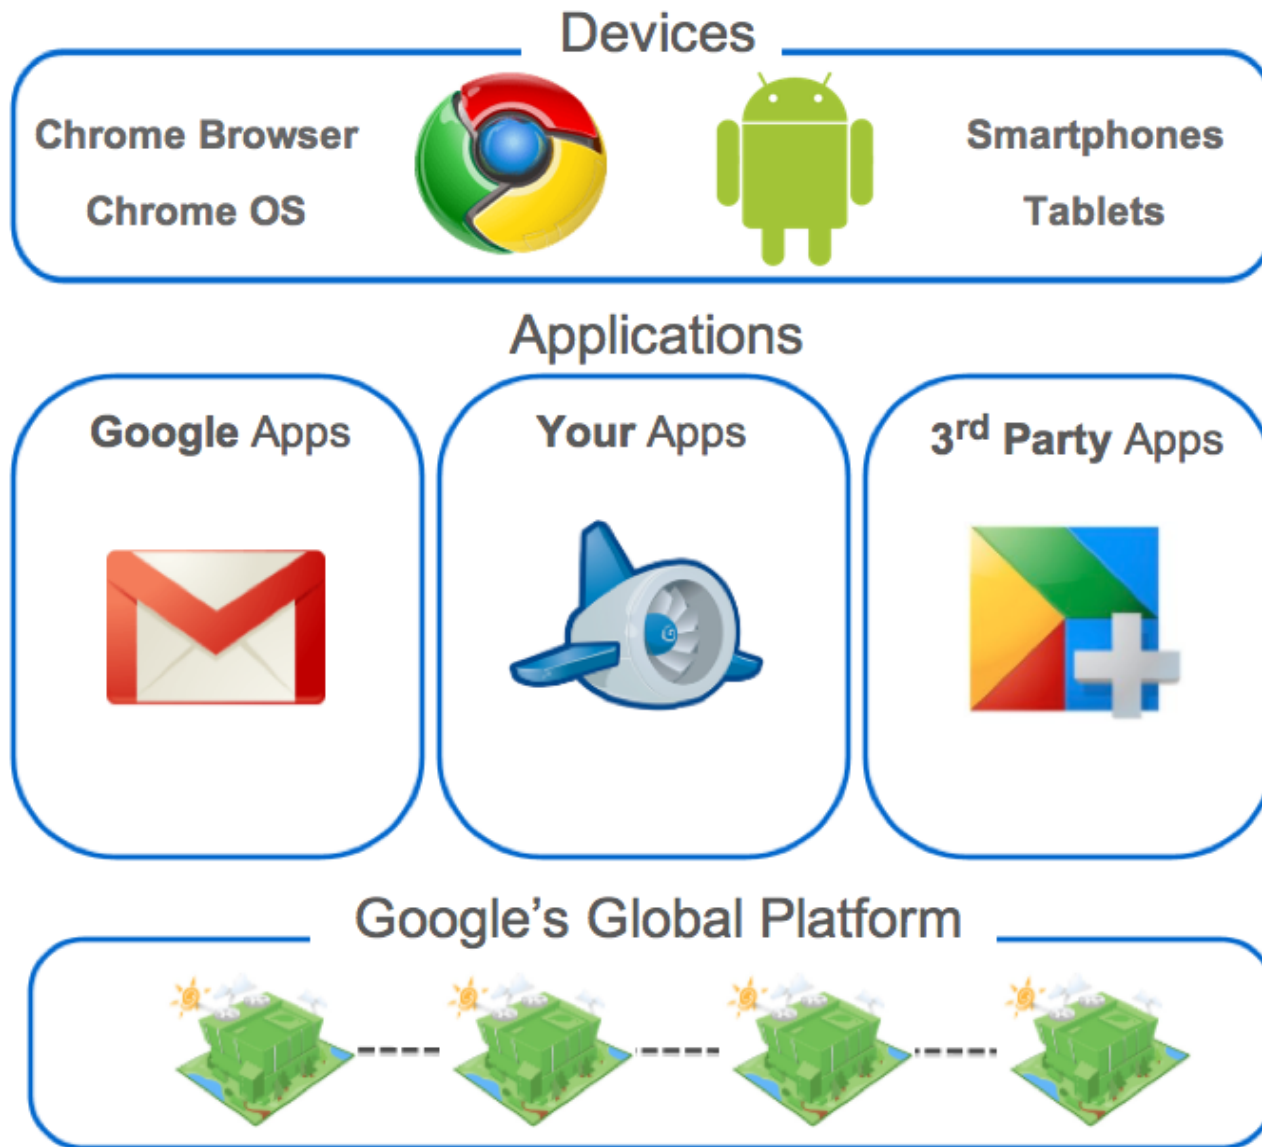 Devices
Chrome Browser
Chrome OS
Smartphones
Tablets
Applications
Google Apps
Your Apps
3rd Party Apps
Google’s Global Platform